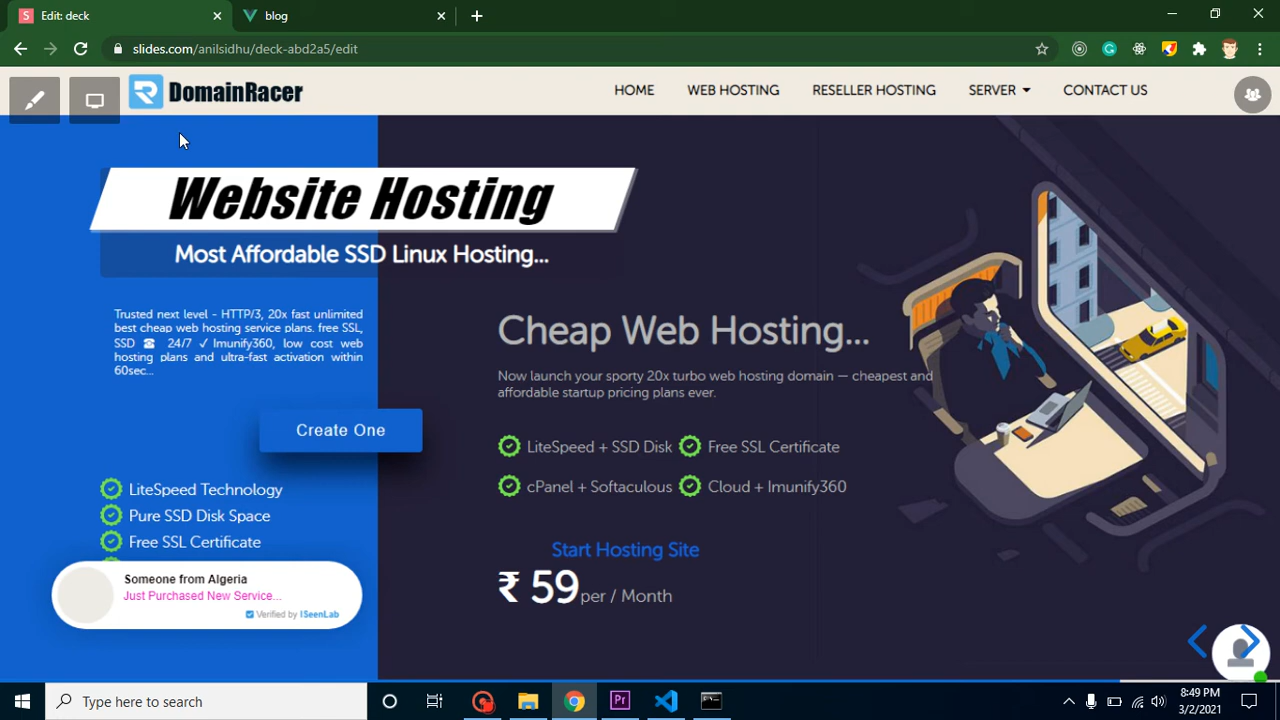 Edit: deck
blog
slides.com/anilsidhu/deck-abd2a5/edit
DomainRacer
HOME
WEB HOSTING
RESELLER HOSTING
SERVER
CONTACT US
Website Hosting
Most Affordable SSD Linux Hosting...
Trusted next level - HTTP/3, 20x fast unlimited
best cheap web hosting service plans. free SSL,
SSD ☎ 24/7 ✓ Imunify360, low cost web
hosting plans and ultra-fast activation within
60sec...
Create One
LiteSpeed Technology
Pure SSD Disk Space
Free SSL Certificate
Someone from Algeria
Just Purchased New Service...
Verified by ISeenLab
Cheap Web Hosting...
Now launch your sporty 20x turbo web hosting domain — cheapest and
affordable startup pricing plans ever.
LiteSpeed + SSD Disk
Free SSL Certificate
cPanel + Softaculous
Cloud + Imunify360
Start Hosting Site
₹ 59 per / Month
Type here to search
Pr
8:49 PM
3/2/2021